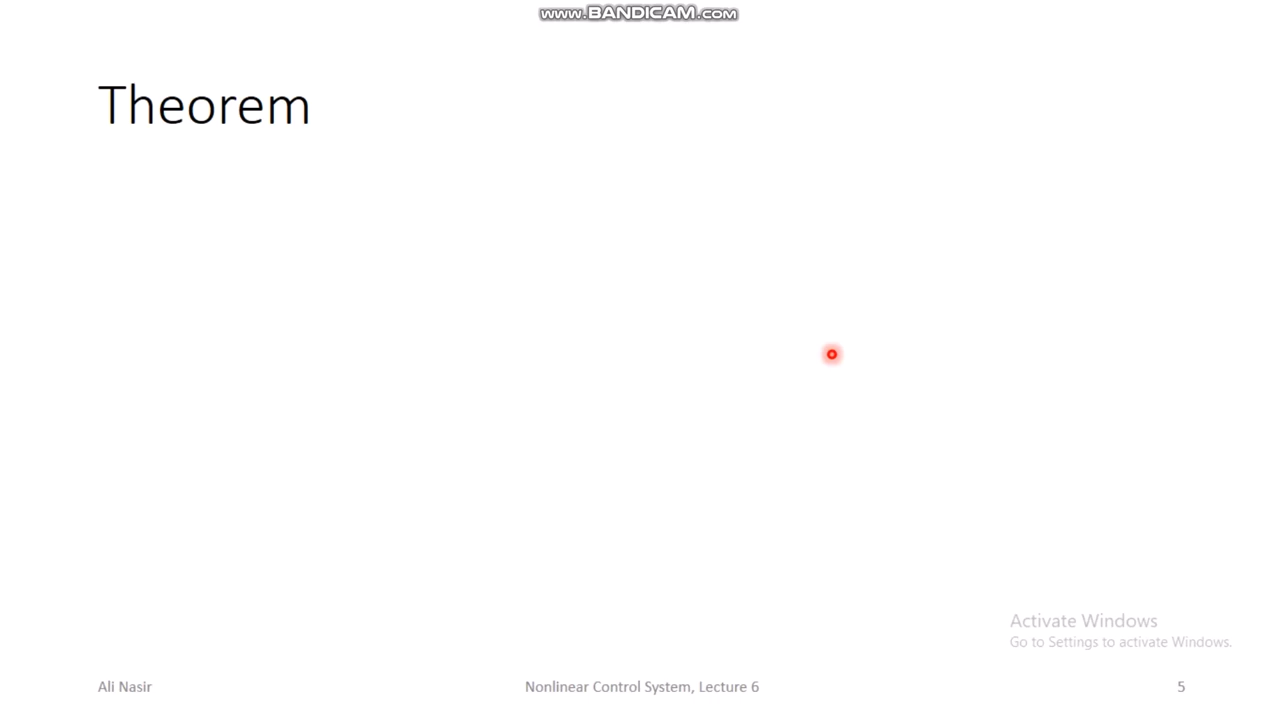 www.BANDICAM.com
Theorem
Activate Windows
Go to Settings to activate Windows.
Ali Nasir
Nonlinear Control System, Lecture 6
5